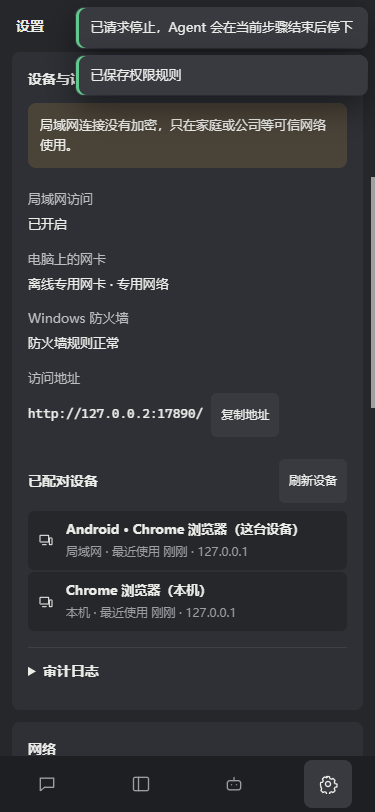 设置
已请求停止，Agent 会在当前步骤结束后停下
已保存权限规则
设备与
局域网连接没有加密，只在家庭或公司等可信网络
使用。
局域网访问
已开启
电脑上的网卡
离线专用网卡 · 专用网络
Windows 防火墙
防火墙规则正常
访问地址
http://127.0.0.2:17890/
复制地址
已配对设备
刷新设备
Android · Chrome 浏览器（这台设备）
局域网 · 最近使用 刚刚 · 127.0.0.1
Chrome 浏览器（本机）
本机 · 最近使用 刚刚 · 127.0.0.1
审计日志
网络